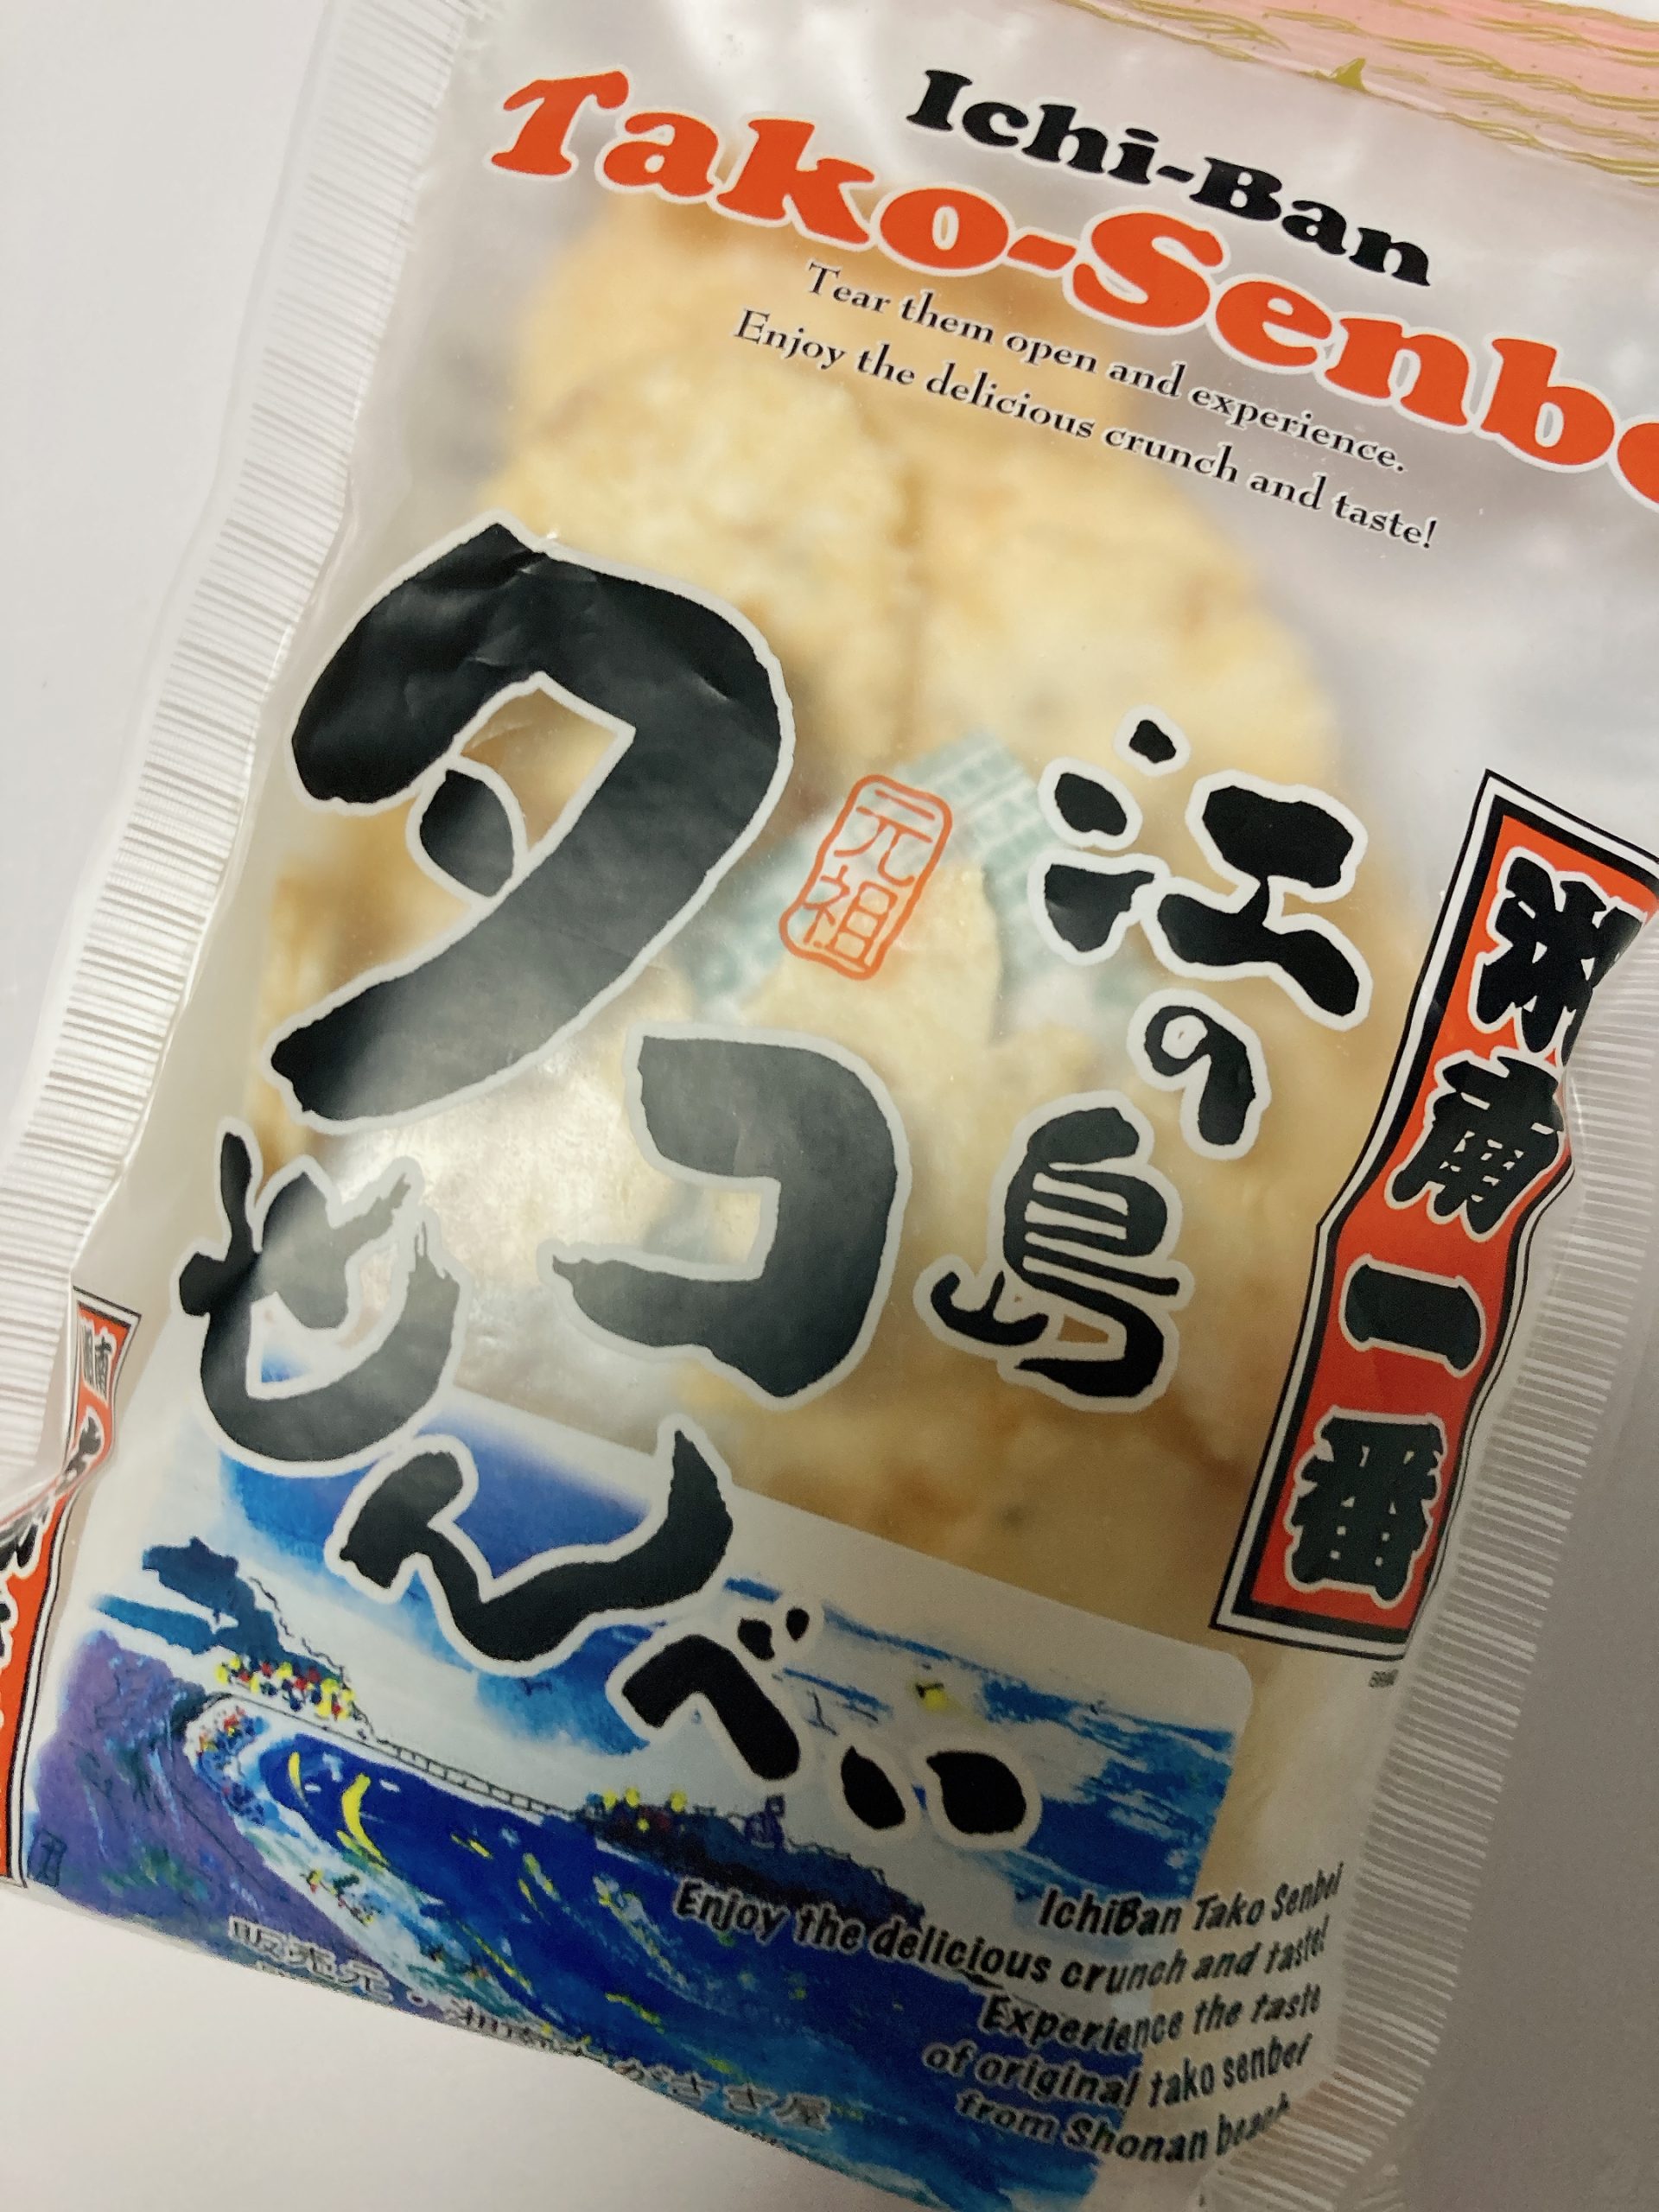 Ichi-Ban
Tako-Senbe
Tear them open and experience.
Enjoy the delicious crunch and taste!
湘南一番
江の島
元祖
タコせんべい
IchiBan Tako Senbei
Enjoy the delicious crunch and taste!
Experience the taste
of original tako senbei
from Shonan beach
湘南